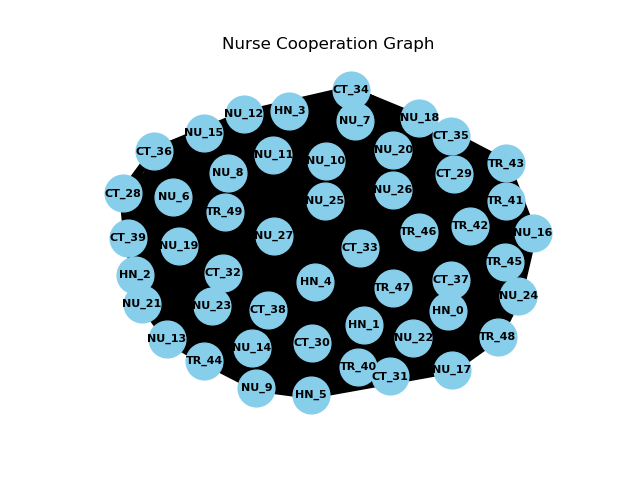 Nurse Cooperation Graph
CT_34
HN_3
NU_12
NU_18
NU_7
NU_15
CT_35
CT_36
NU_11
NU_20
NU_10
TR_43
NU_8
CT_29
CT_28
NU_6
NU_26
NU_25
TR_41
TR_49
CT_39
NU_19
NU_27
CT_33
TR_46
TR_42
NU_16
HN_2
CT_32
HN_4
TR_47
CT_37
TR_45
NU_21
NU_23
CT_38
HN_1
HN_0
NU_24
NU_13
NU_14
CT_30
NU_22
TR_48
TR_44
TR_40
CT_31
NU_17
NU_9
HN_5